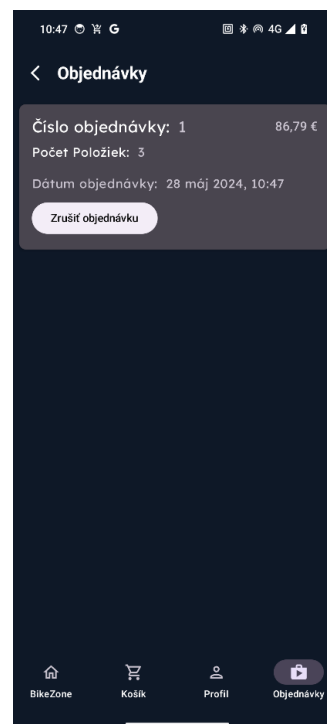 10:47 G 4G
Objednávky
Číslo objednávky: 1 86,79 €
Počet Položiek: 3
Dátum objednávky: 28 máj 2024, 10:47
Zrušiť objednávku
BikeZone Košík Profil Objednávky